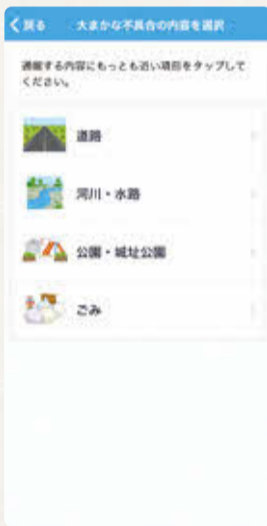 戻る 大まかな不具合の内容を選択
通報する内容にもっとも近い項目をタップして
ください。
道路
河川・水路
公園・城址公園
ごみ